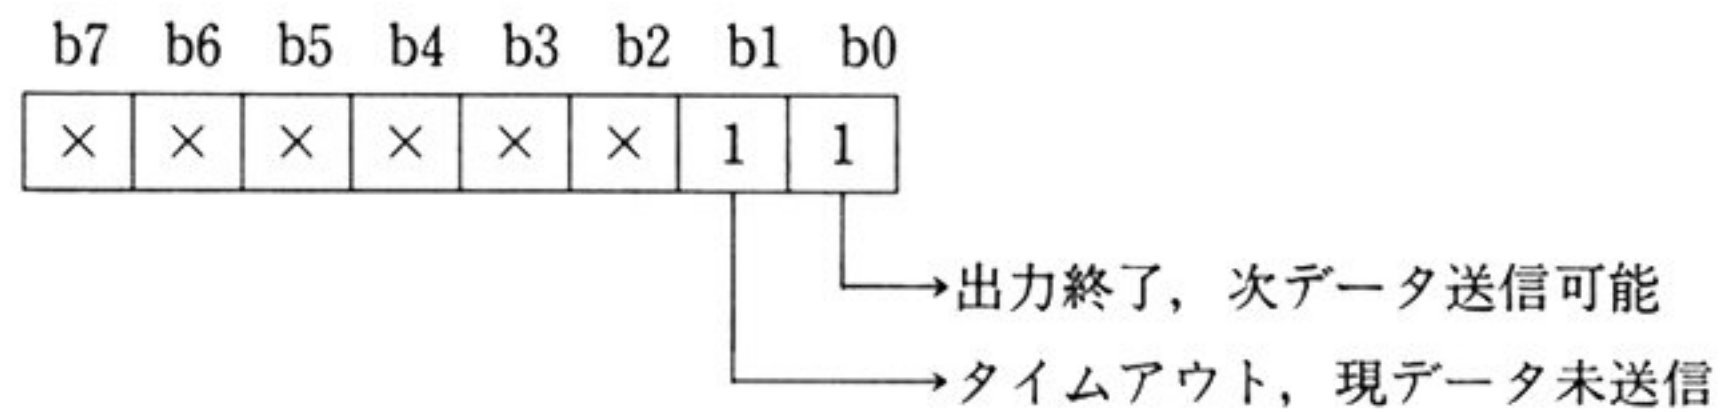 b7 b6 b5 b4 b3 b2 b1 b0
× × × × × × 1 1
出力終了，次データ送信可能
タイムアウト，現データ未送信